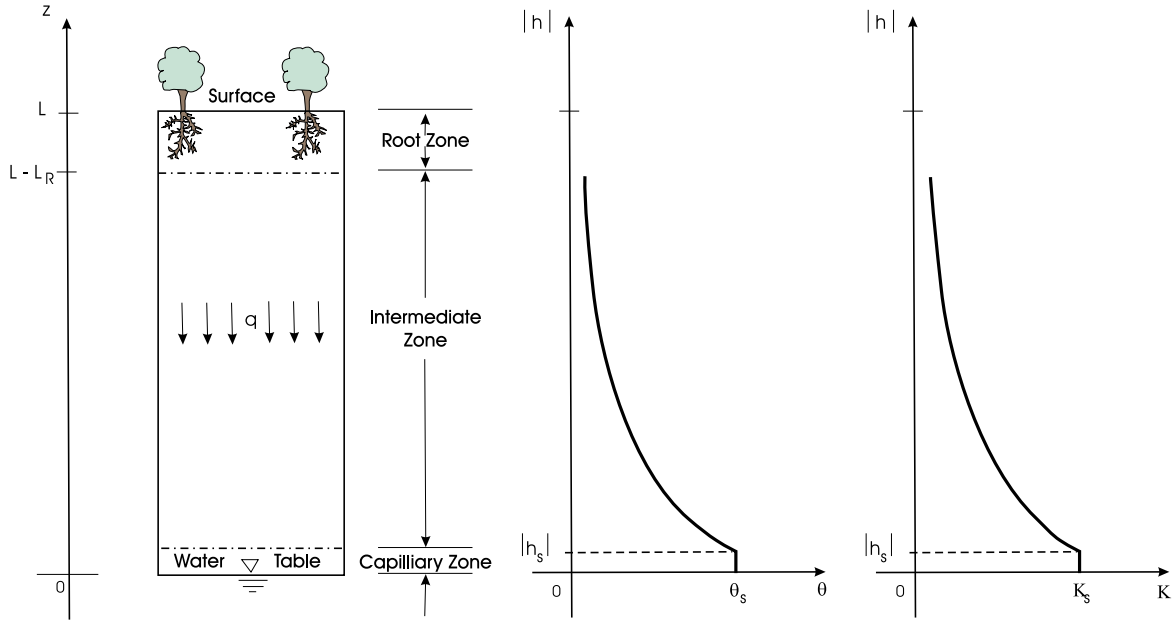 z
L
L - L_R
0
Surface
q
Water Table
Root Zone
Intermediate
Zone
Capilliary Zone
|h|
|h_s|
0
θ_s
θ
|h|
|h_s|
0
K_s
K